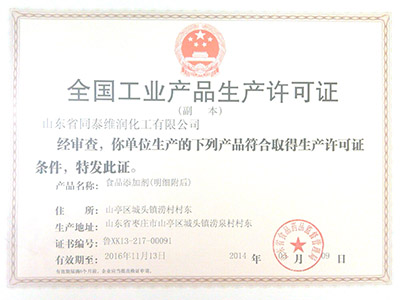 全国工业产品生产许可证
(副 本)
山东省同泰维润化工有限公司
经审查，你单位生产的下列产品符合取得生产许可证
条件，特发此证。
产品名称: 食品添加剂(明细附后)
住 所: 山亭区城头镇涝村村东
生产地址: 山东省枣庄市山亭区城头镇涝泉村村东
证书编号: 鲁XK13-217-00091
有效期至: 2016年11月13日
2014 年 月 09 日